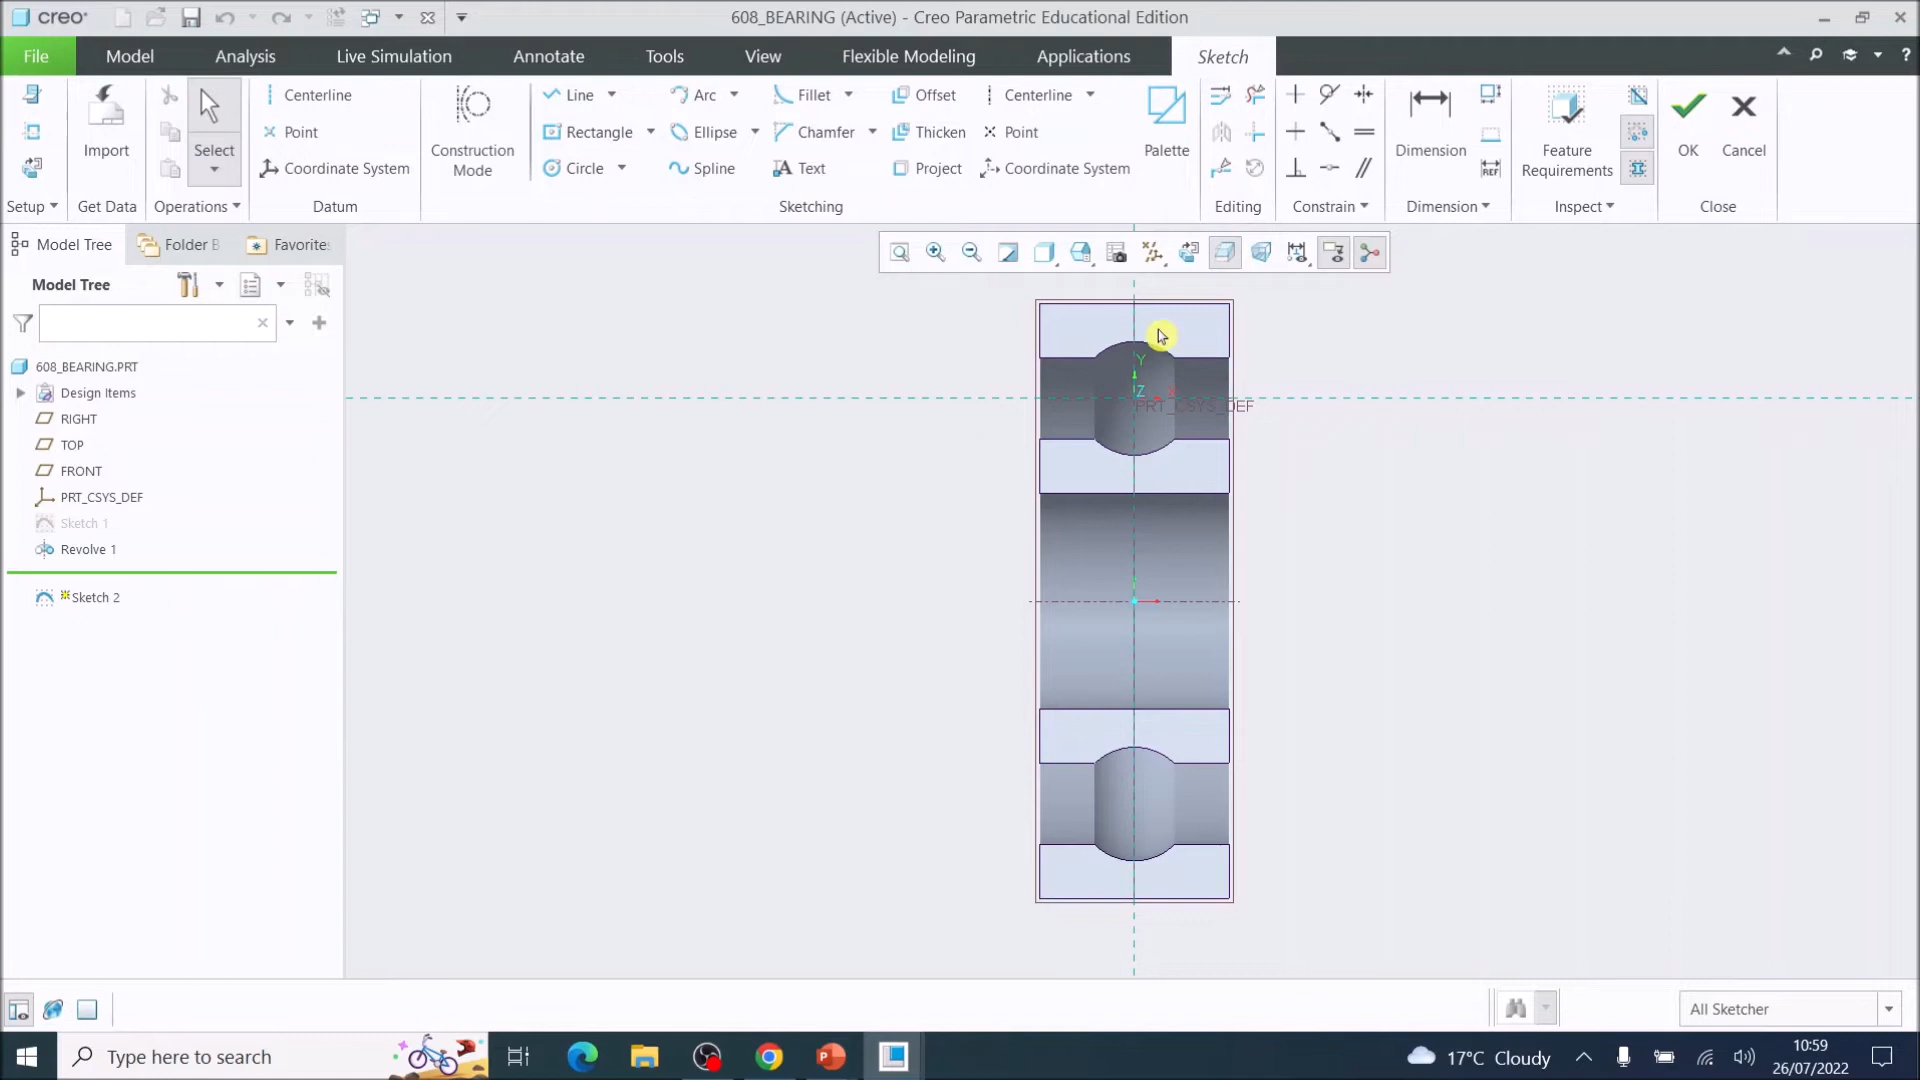 creo
608_BEARING (Active) - Creo Parametric Educational Edition
File
Model
Analysis
Live Simulation
Annotate
Tools
View
Flexible Modeling
Applications
Sketch
Import
Select
Centerline
Point
Coordinate System
Construction
Mode
Line
Arc
Fillet
Offset
Centerline
Rectangle
Ellipse
Chamfer
Thicken
Point
Circle
Spline
Text
Project
Coordinate System
Palette
Dimension
REF
Feature
Requirements
OK
Cancel
Setup
Get Data
Operations
Datum
Sketching
Editing
Constrain
Dimension
Inspect
Close
Model Tree
Folder B
Favorites
Model Tree
608_BEARING.PRT
Design Items
RIGHT
TOP
FRONT
PRT_CSYS_DEF
Sketch 1
Revolve 1
Sketch 2
Y
Z
X
PRT_CSYS_DEF
All Sketcher
Type here to search
17°C Cloudy
10:59
26/07/2022